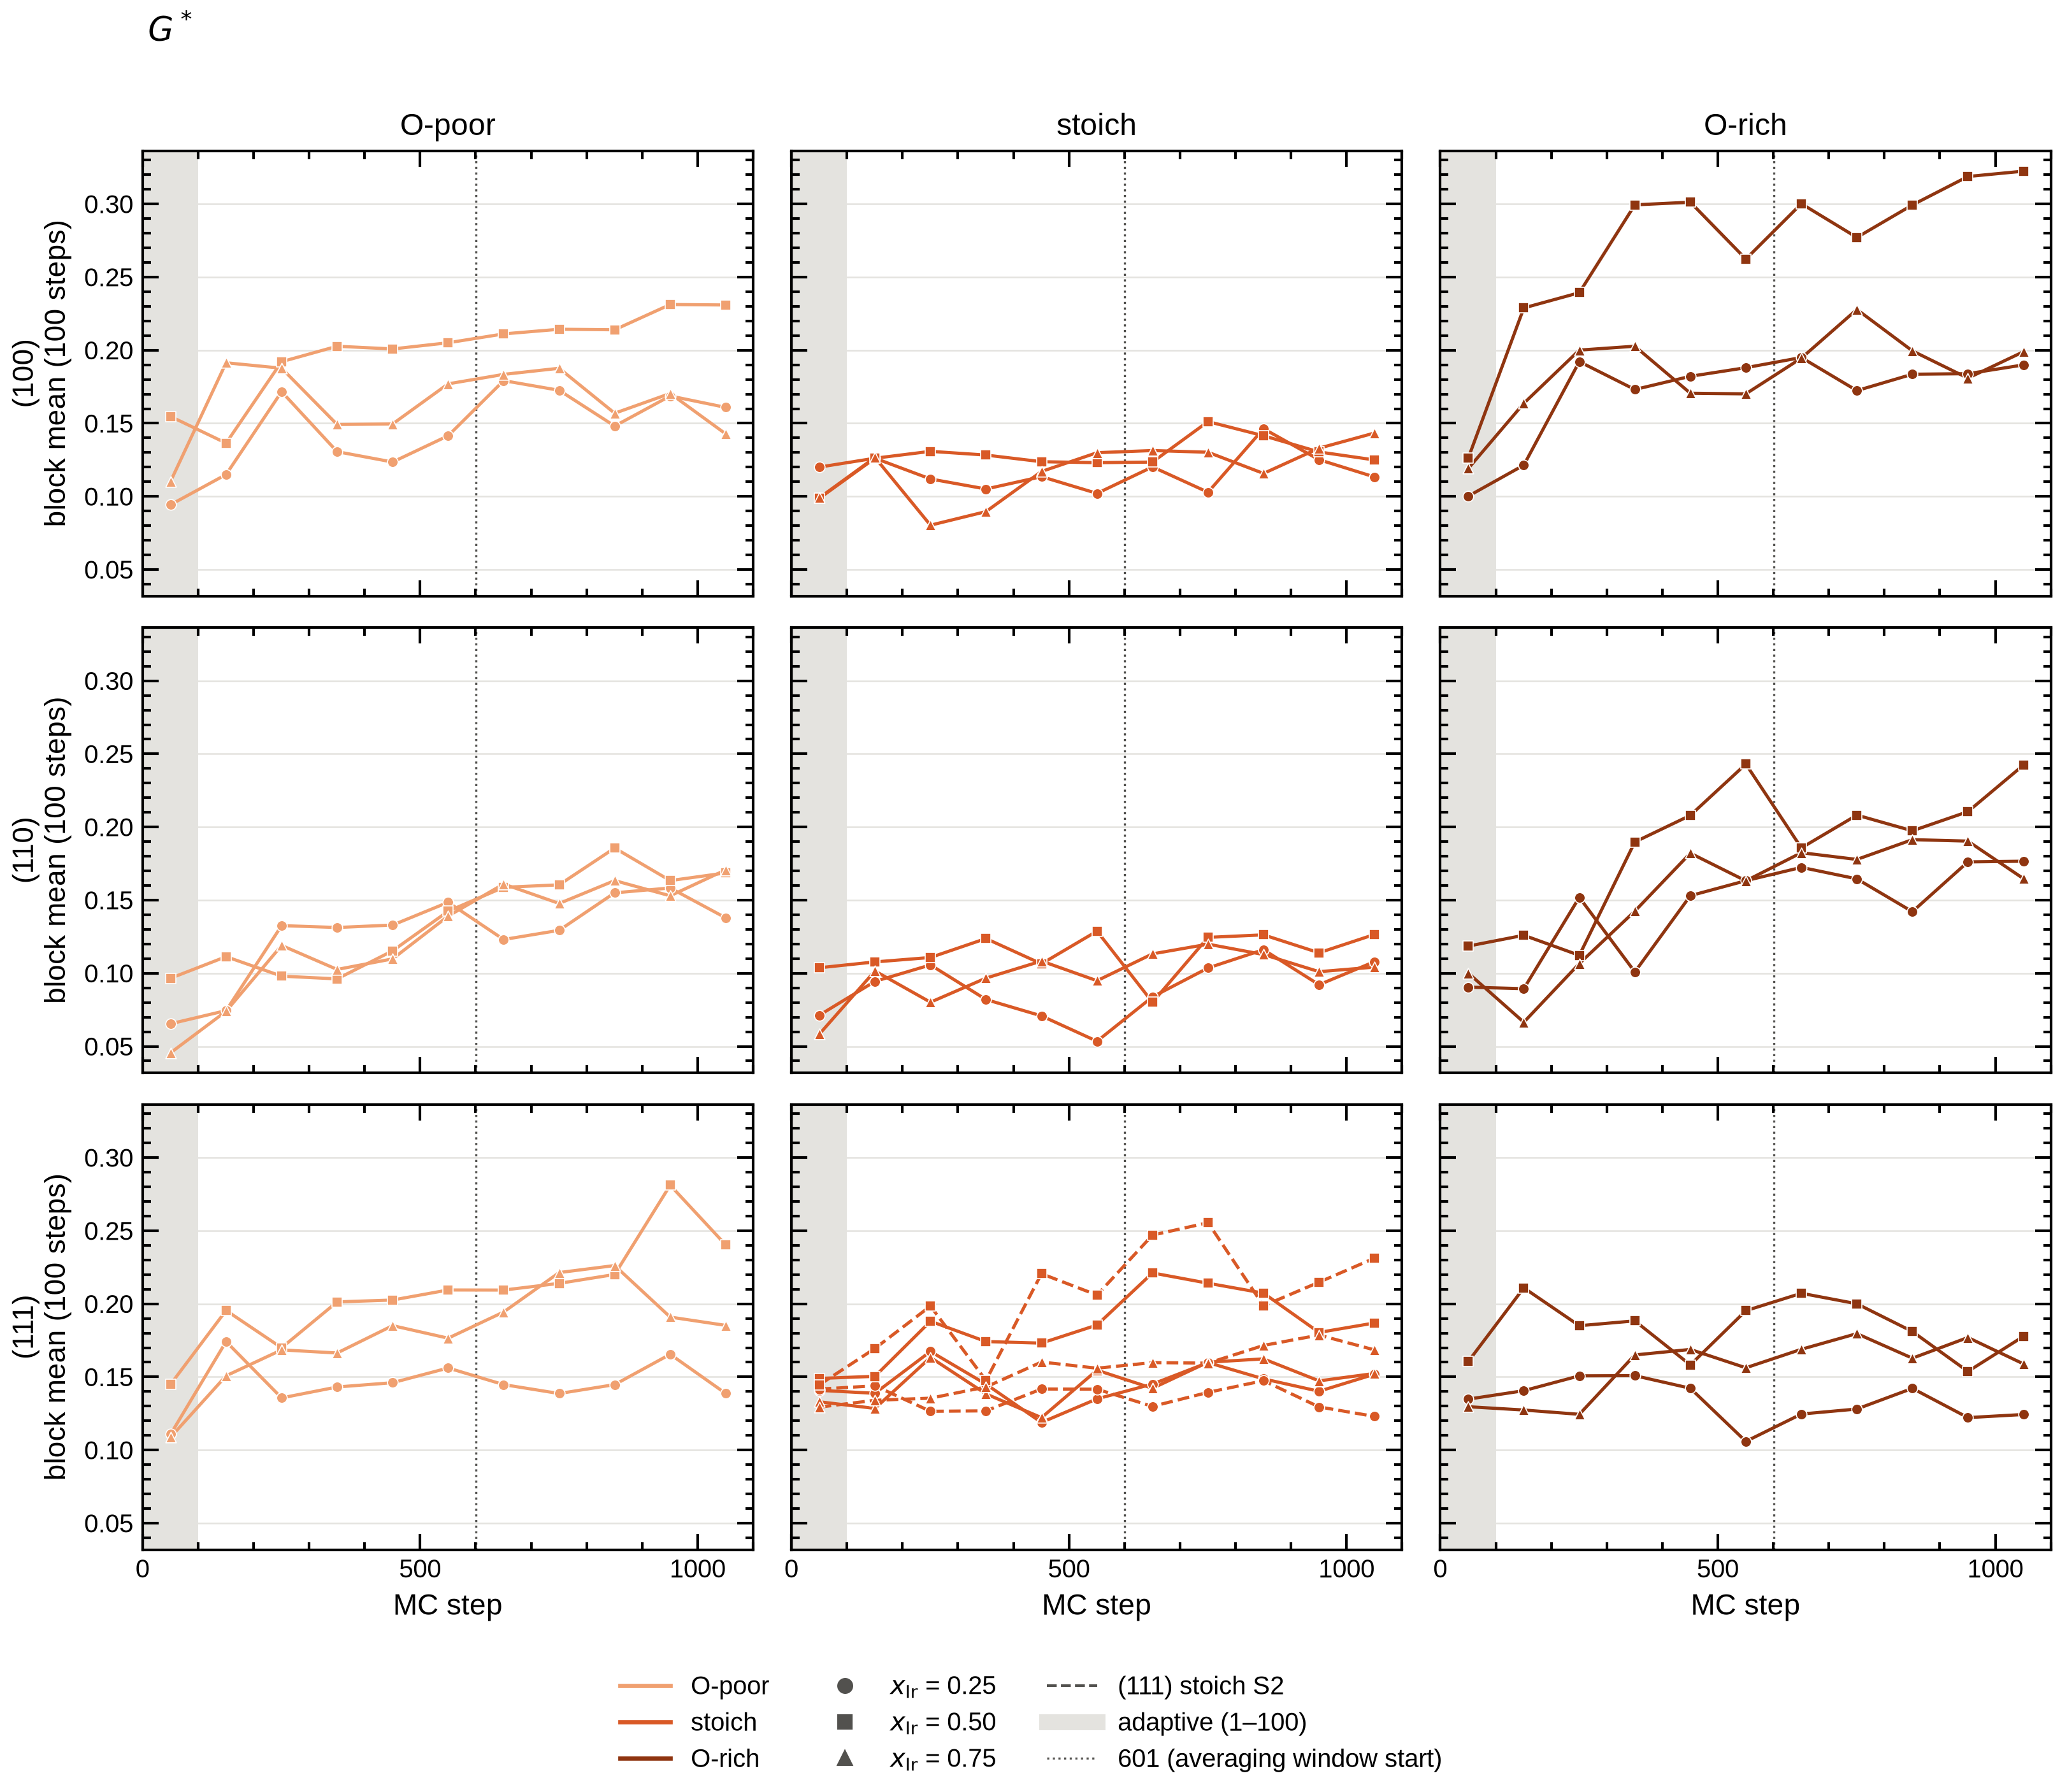 G*
O-poor stoich O-rich
(100)
block mean (100 steps)
0.30
0.25
0.20
0.15
0.10
0.05
(110)
block mean (100 steps)
0.30
0.25
0.20
0.15
0.10
0.05
(111)
block mean (100 steps)
0.30
0.25
0.20
0.15
0.10
0.05
0 500 1000 0 500 1000 0 500 1000
MC step MC step MC step
O-poor x_Ir = 0.25 (111) stoich S2
stoich x_Ir = 0.50 adaptive (1–100)
O-rich x_Ir = 0.75 601 (averaging window start)